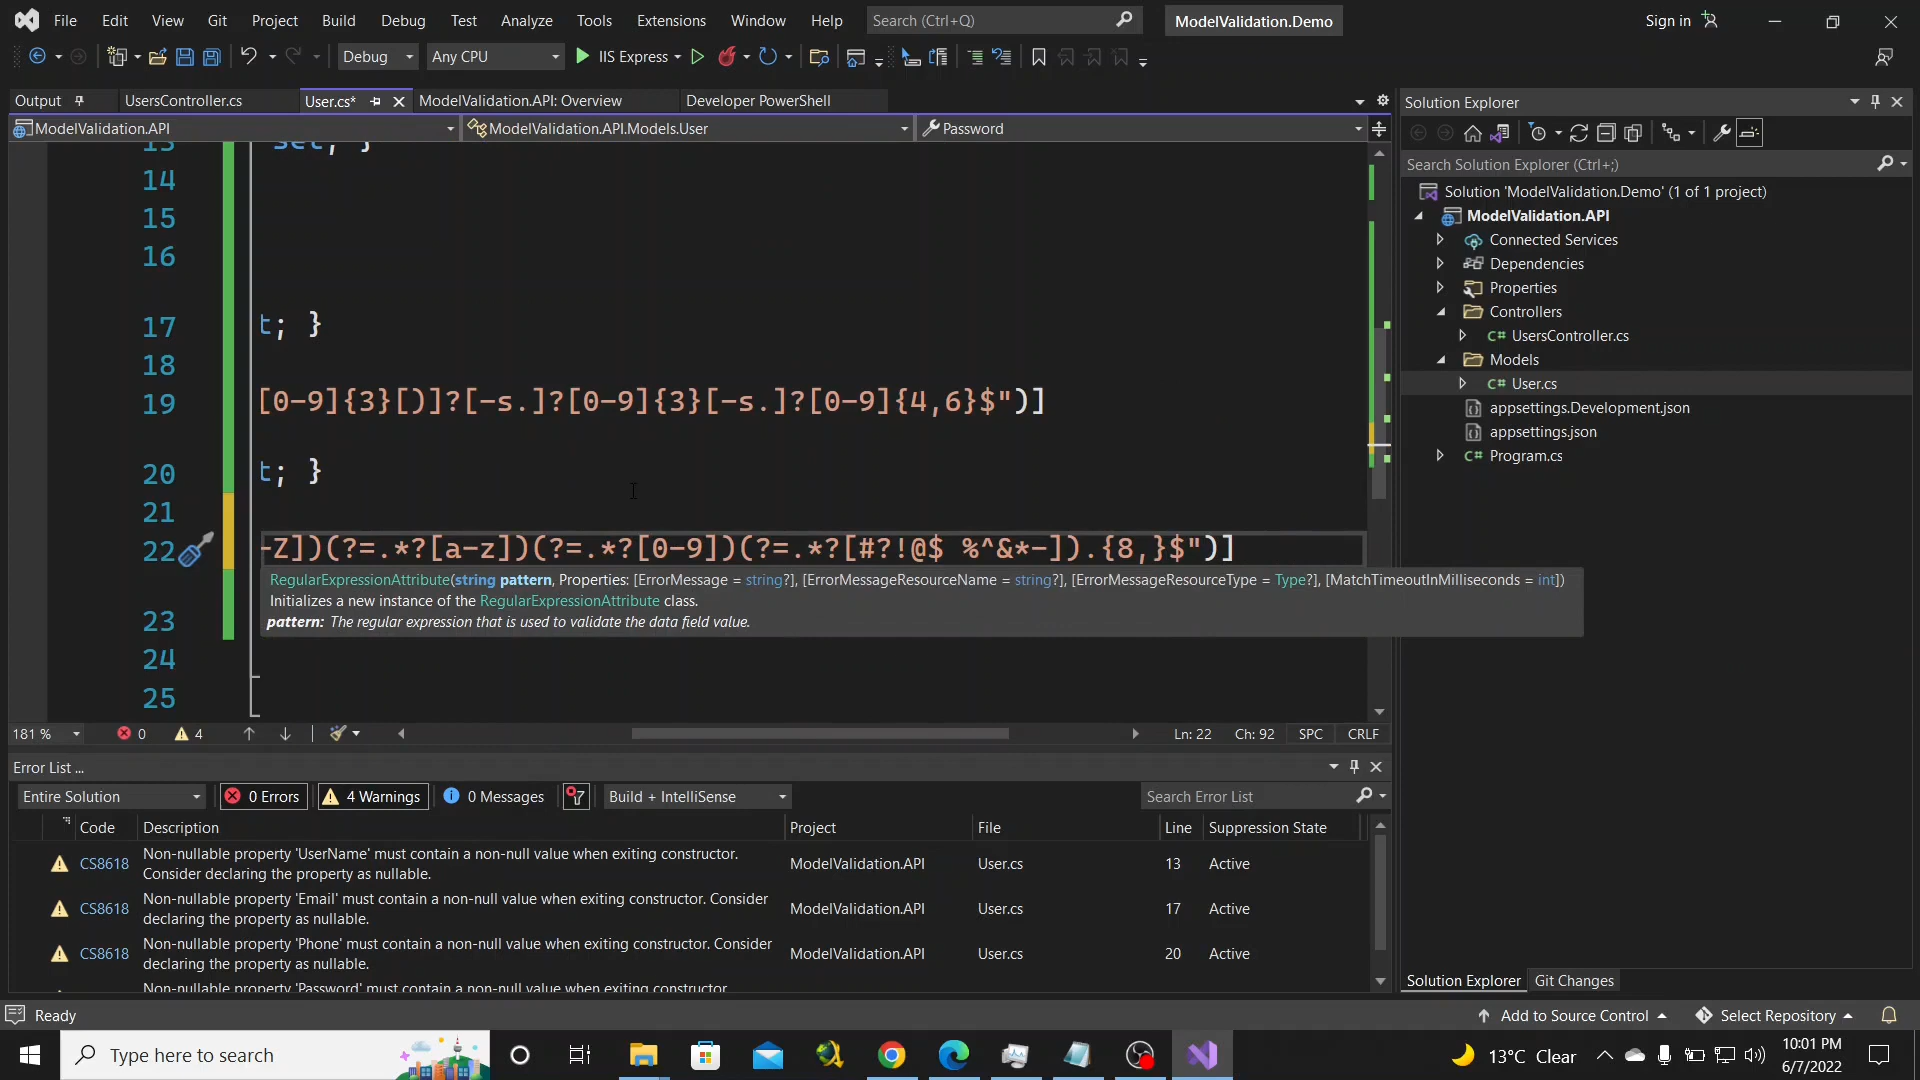 File Edit View Git Project Build Debug Test Analyze Tools Extensions Window Help Search (Ctrl+Q) ModelValidation.Demo Sign in
Debug Any CPU IIS Express
Output UsersController.cs User.cs* ModelValidation.API: Overview Developer PowerShell
ModelValidation.API ModelValidation.API.Models.User Password
13 set; }
14
15
16
17 t; }
18
19 [0-9]{3}[)]?[-s.]?[0-9]{3}[-s.]?[0-9]{4,6}$")]
20 t; }
21
22 -Z])(?=.*?[a-z])(?=.*?[0-9])(?=.*?[#?!@$ %^&*-]).{8,}$")]
RegularExpressionAttribute(string pattern, Properties: [ErrorMessage = string?], [ErrorMessageResourceName = string?], [ErrorMessageResourceType = Type?], [MatchTimeoutInMilliseconds = int])
Initializes a new instance of the RegularExpressionAttribute class.
pattern: The regular expression that is used to validate the data field value.
23
24
25
181 % 0 4 Ln: 22 Ch: 92 SPC CRLF
Error List ...
Entire Solution 0 Errors 4 Warnings 0 Messages Build + IntelliSense Search Error List
Code Description Project File Line Suppression State
CS8618 Non-nullable property 'UserName' must contain a non-null value when exiting constructor. Consider declaring the property as nullable. ModelValidation.API User.cs 13 Active
CS8618 Non-nullable property 'Email' must contain a non-null value when exiting constructor. Consider declaring the property as nullable. ModelValidation.API User.cs 17 Active
CS8618 Non-nullable property 'Phone' must contain a non-null value when exiting constructor. Consider declaring the property as nullable. ModelValidation.API User.cs 20 Active
Non-nullable property 'Password' must contain a non-null value when exiting constructor.
Solution Explorer
Search Solution Explorer (Ctrl+;)
Solution 'ModelValidation.Demo' (1 of 1 project)
ModelValidation.API
Connected Services
Dependencies
Properties
Controllers
C# UsersController.cs
Models
C# User.cs
appsettings.Development.json
appsettings.json
C# Program.cs
Solution Explorer Git Changes
Ready Add to Source Control Select Repository
Type here to search 13°C Clear 10:01 PM
6/7/2022